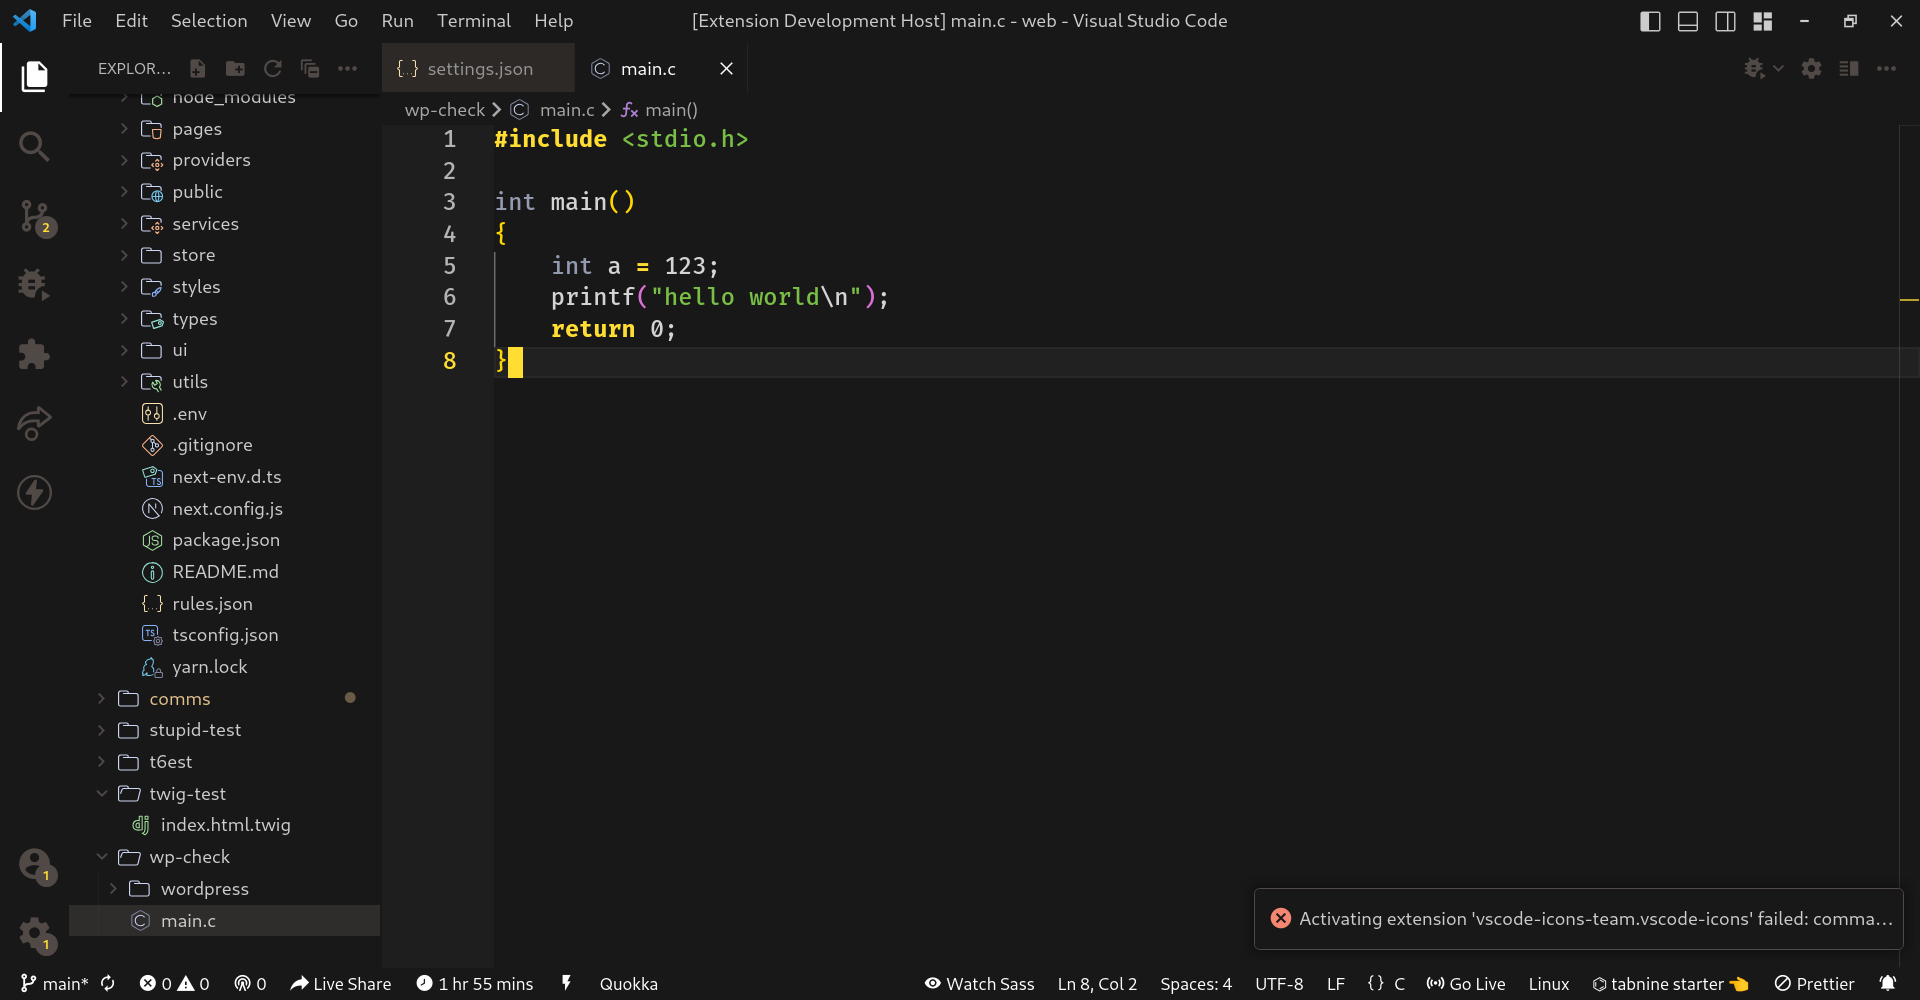 File Edit Selection View Go Run Terminal Help [Extension Development Host] main.c - web - Visual Studio Code
EXPLOR...
node_modules
pages
providers
public
services
store
styles
types
ui
utils
.env
.gitignore
next-env.d.ts
next.config.js
package.json
README.md
rules.json
tsconfig.json
yarn.lock
comms
stupid-test
t6est
twig-test
index.html.twig
wp-check
wordpress
main.c
2
1
1
{..} settings.json
C main.c
wp-check > C main.c > fx main()
1 #include <stdio.h>
2
3 int main()
4 {
5 int a = 123;
6 printf("hello world\n");
7 return 0;
8 }
Activating extension 'vscode-icons-team.vscode-icons' failed: comma...
main* 0 0 0 Live Share 1 hr 55 mins Quokka Watch Sass Ln 8, Col 2 Spaces: 4 UTF-8 LF { } C Go Live Linux tabnine starter Prettier